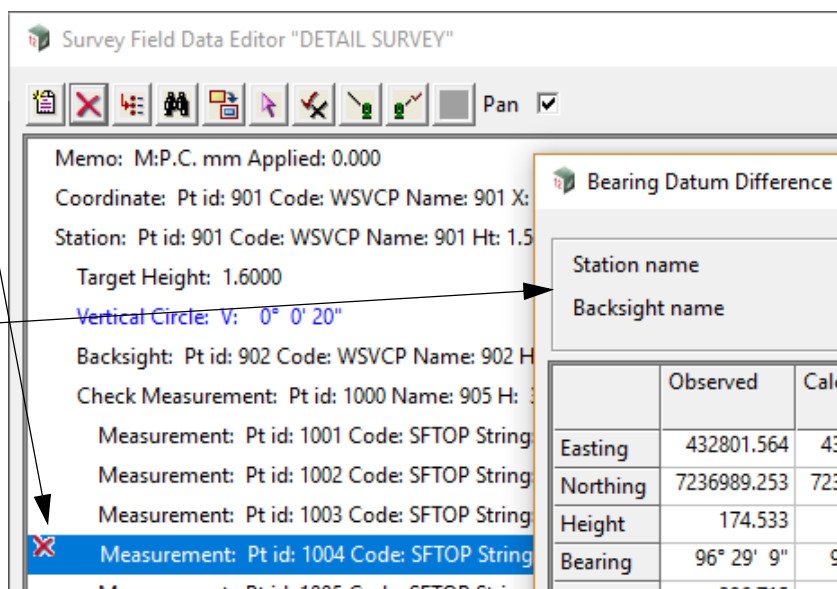 Survey Field Data Editor "DETAIL SURVEY"
Pan
Memo: M:P.C. mm Applied: 0.000
Coordinate: Pt id: 901 Code: WSVCP Name: 901 X:
Station: Pt id: 901 Code: WSVCP Name: 901 Ht: 1.5
Target Height: 1.6000
Vertical Circle: V: 0° 0' 20"
Backsight: Pt id: 902 Code: WSVCP Name: 902 H
Check Measurement: Pt id: 1000 Name: 905 H:
Measurement: Pt id: 1001 Code: SFTOP String
Measurement: Pt id: 1002 Code: SFTOP String
Measurement: Pt id: 1003 Code: SFTOP String
Measurement: Pt id: 1004 Code: SFTOP String
Bearing Datum Difference
Station name
Backsight name
Observed
Easting 432801.564
Northing 7236989.253 723
Height 174.533
Bearing 96° 29' 9"